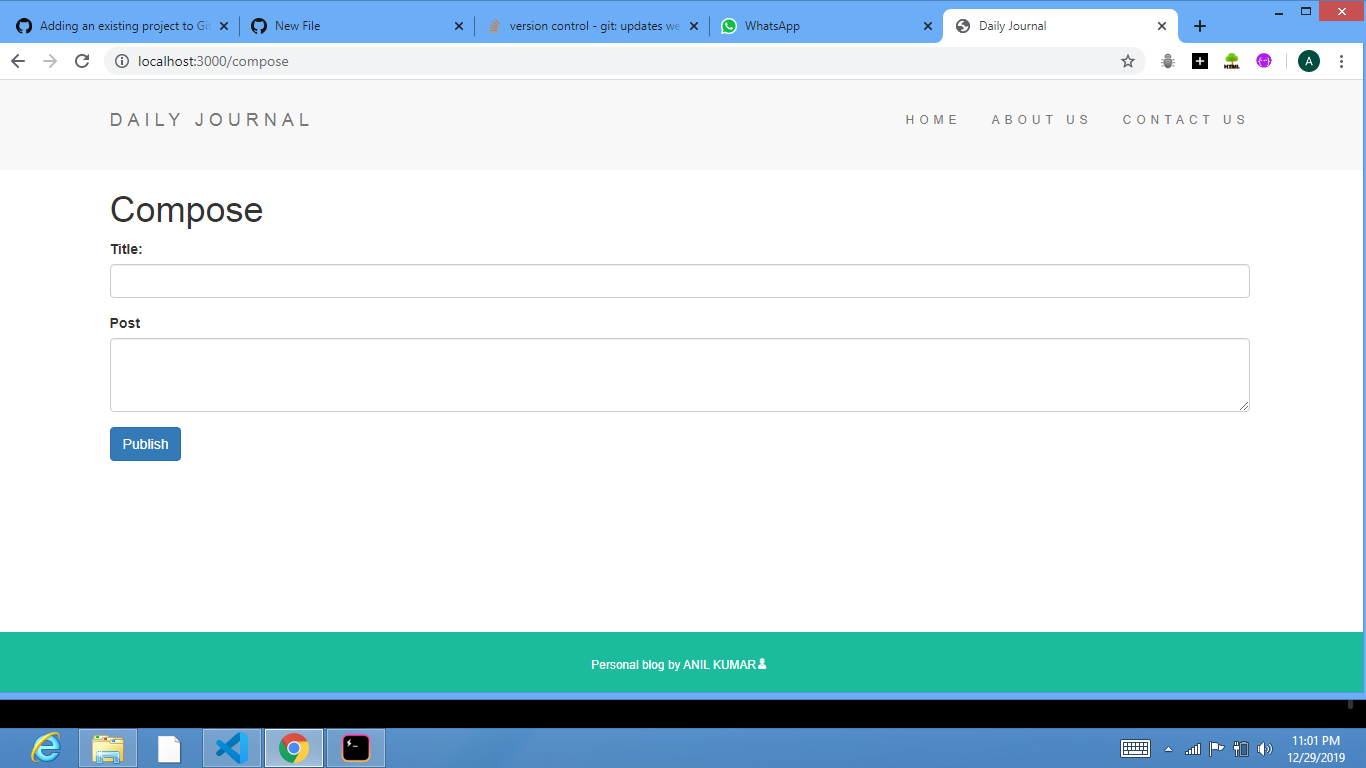 Adding an existing project to Git
New File
version control - git: updates we
WhatsApp
Daily Journal
localhost:3000/compose
A
DAILY JOURNAL
HOME
ABOUT US
CONTACT US
Compose
Title:
Post
Publish
Personal blog by ANIL KUMAR
11:01 PM
12/29/2019